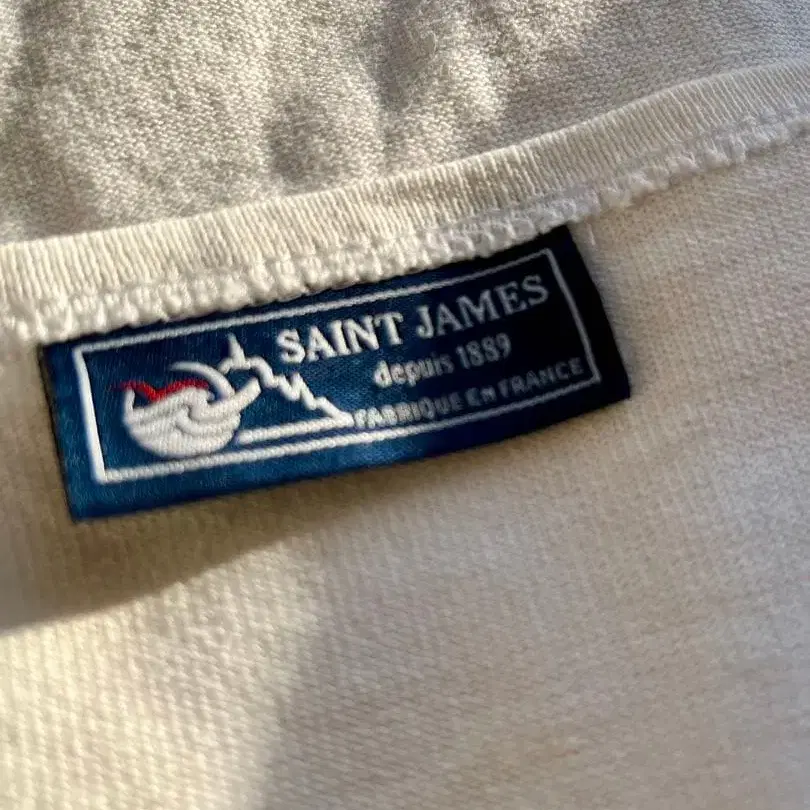 SAINT JAMES
depuis 1889
FABRIQUE EN FRANCE